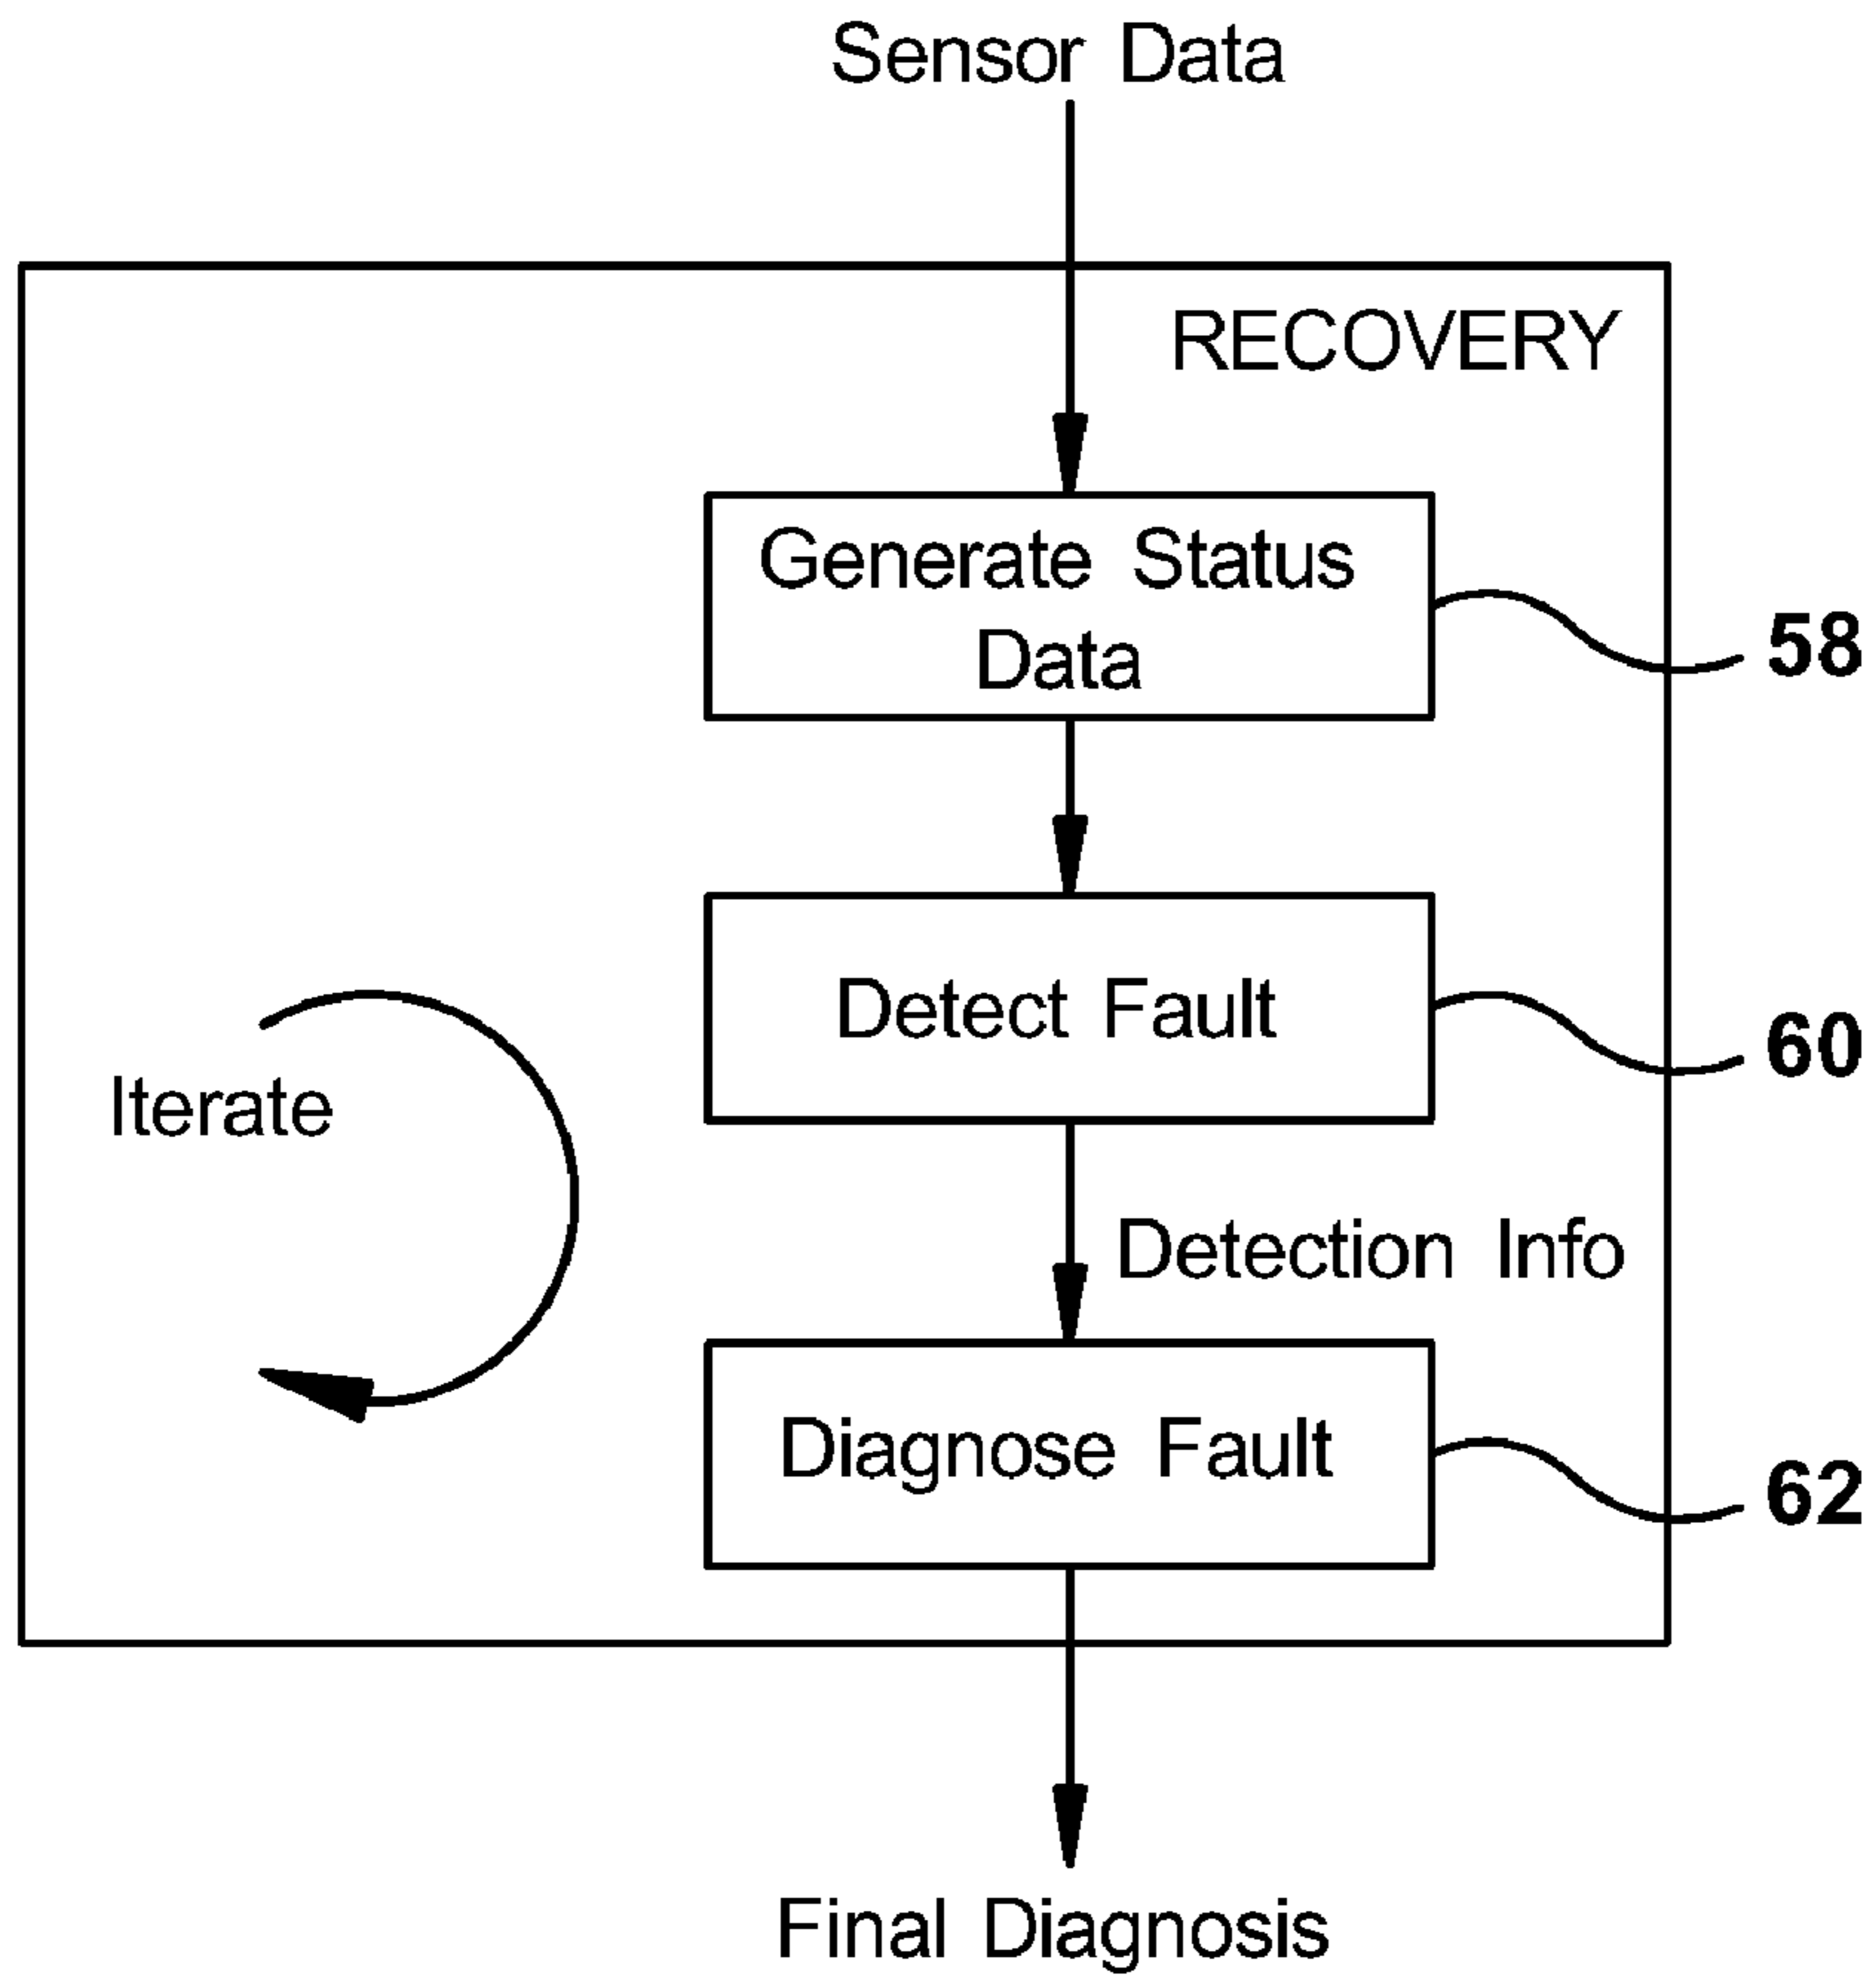 Sensor Data
RECOVERY
Generate Status
Data
58
Detect Fault
60
Iterate
Detection Info
Diagnose Fault
62
Final Diagnosis